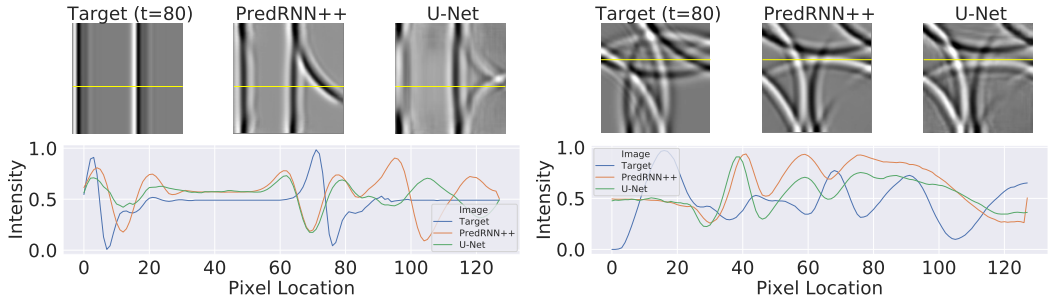 Target (t=80) PredRNN++ U-Net
1.0
0.5
0.0
Intensity
Image
Target
PredRNN++
U-Net
0 20 40 60 80 100 120
Pixel Location
Target (t=80) PredRNN++ U-Net
1.0
0.5
0.0
Intensity
Image
Target
PredRNN++
U-Net
0 20 40 60 80 100 120
Pixel Location